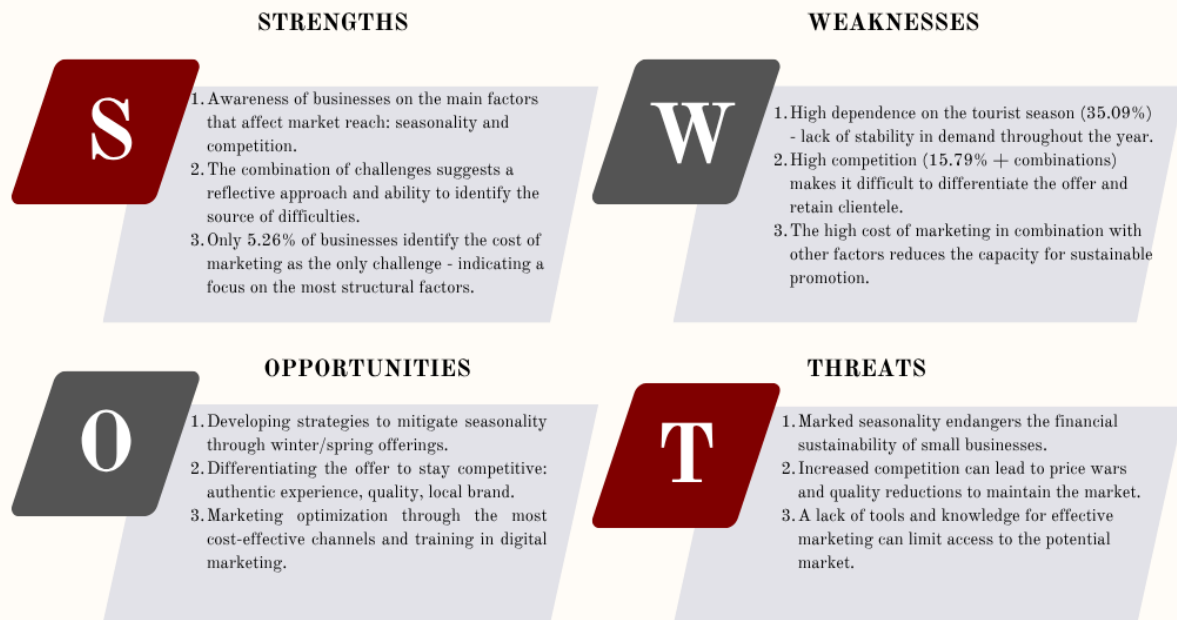 STRENGTHS
S
1. Awareness of businesses on the main factors
that affect market reach: seasonality and
competition.
2. The combination of challenges suggests a
reflective approach and ability to identify the
source of difficulties.
3. Only 5.26% of businesses identify the cost of
marketing as the only challenge - indicating a
focus on the most structural factors.
WEAKNESSES
W
1. High dependence on the tourist season (35.09%)
- lack of stability in demand throughout the year.
2. High competition (15.79% + combinations)
makes it difficult to differentiate the offer and
retain clientele.
3. The high cost of marketing in combination with
other factors reduces the capacity for sustainable
promotion.
OPPORTUNITIES
O
1. Developing strategies to mitigate seasonality
through winter/spring offerings.
2. Differentiating the offer to stay competitive:
authentic experience, quality, local brand.
3. Marketing optimization through the most
cost-effective channels and training in digital
marketing.
THREATS
T
1. Marked seasonality endangers the financial
sustainability of small businesses.
2. Increased competition can lead to price wars
and quality reductions to maintain the market.
3. A lack of tools and knowledge for effective
marketing can limit access to the potential
market.